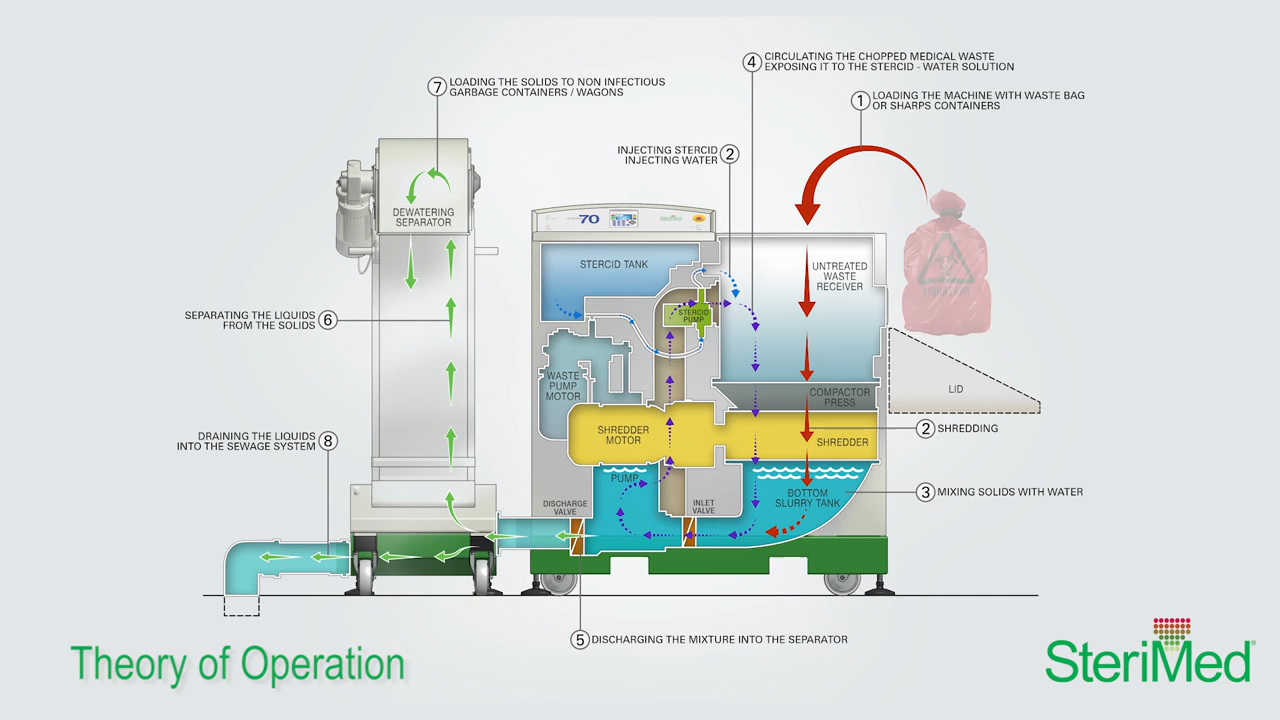 4 CIRCULATING THE CHOPPED MEDICAL WASTE
EXPOSING IT TO THE STERCID - WATER SOLUTION
7 LOADING THE SOLIDS TO NON INFECTIOUS
GARBAGE CONTAINERS / WAGONS
1 LOADING THE MACHINE WITH WASTE BAG
OR SHARPS CONTAINERS
INJECTING STERCID 2
INJECTING WATER
DEWATERING
SEPARATOR
70
SteriMed
STERCID TANK
UNTREATED
WASTE
RECEIVER
BIOHAZARD
STERCID
PUMP
SEPARATING THE LIQUIDS 6
FROM THE SOLIDS
WASTE
PUMP
MOTOR
COMPACTOR
PRESS
LID
SHREDDER
MOTOR
SHREDDER
2 SHREDDING
DRAINING THE LIQUIDS 8
INTO THE SEWAGE SYSTEM
PUMP
BOTTOM
SLURRY TANK
3 MIXING SOLIDS WITH WATER
DISCHARGE
VALVE
INLET
VALVE
5 DISCHARGING THE MIXTURE INTO THE SEPARATOR
Theory of Operation
SteriMed®